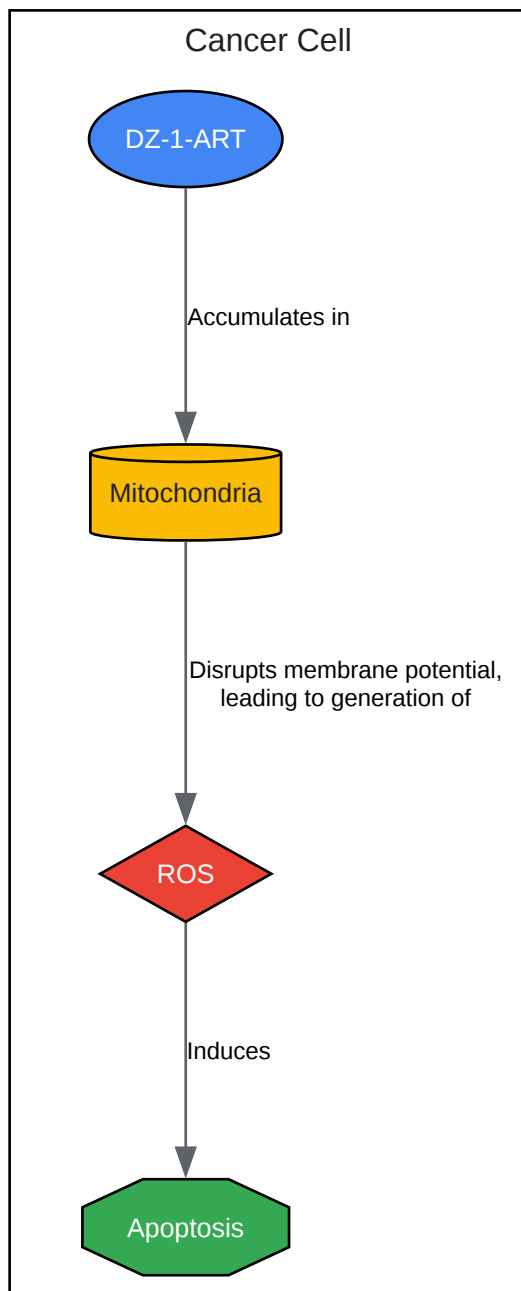 Cancer Cell
DZ-1-ART
Accumulates in
Mitochondria
Disrupts membrane potential,
leading to generation of
ROS
Induces
Apoptosis